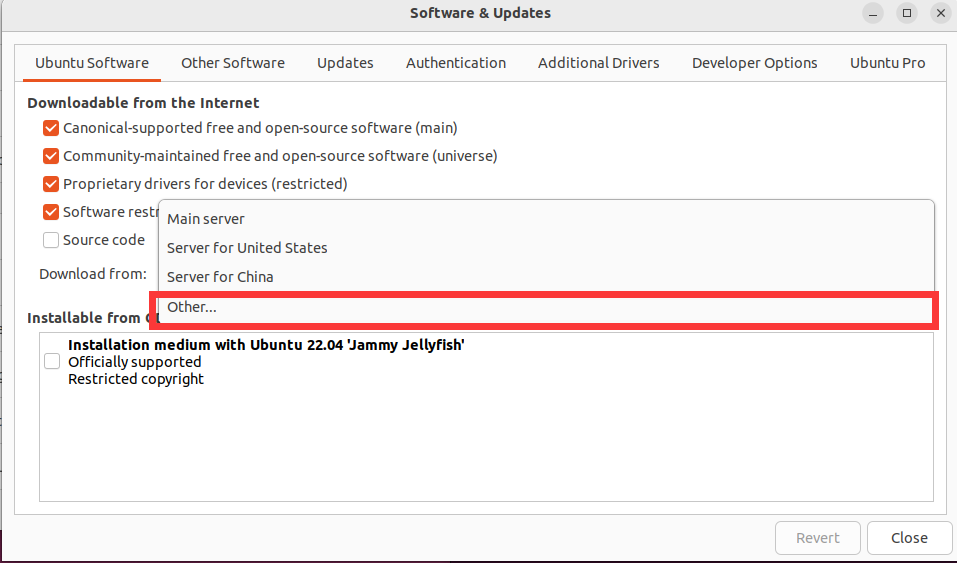 Software & Updates
Ubuntu Software Other Software Updates Authentication Additional Drivers Developer Options Ubuntu Pro
Downloadable from the Internet
Canonical-supported free and open-source software (main)
Community-maintained free and open-source software (universe)
Proprietary drivers for devices (restricted)
Software restr
Source code
Download from:
Main server
Server for United States
Server for China
Other...
Installable from
Installation medium with Ubuntu 22.04 'Jammy Jellyfish'
Officially supported
Restricted copyright
Revert Close